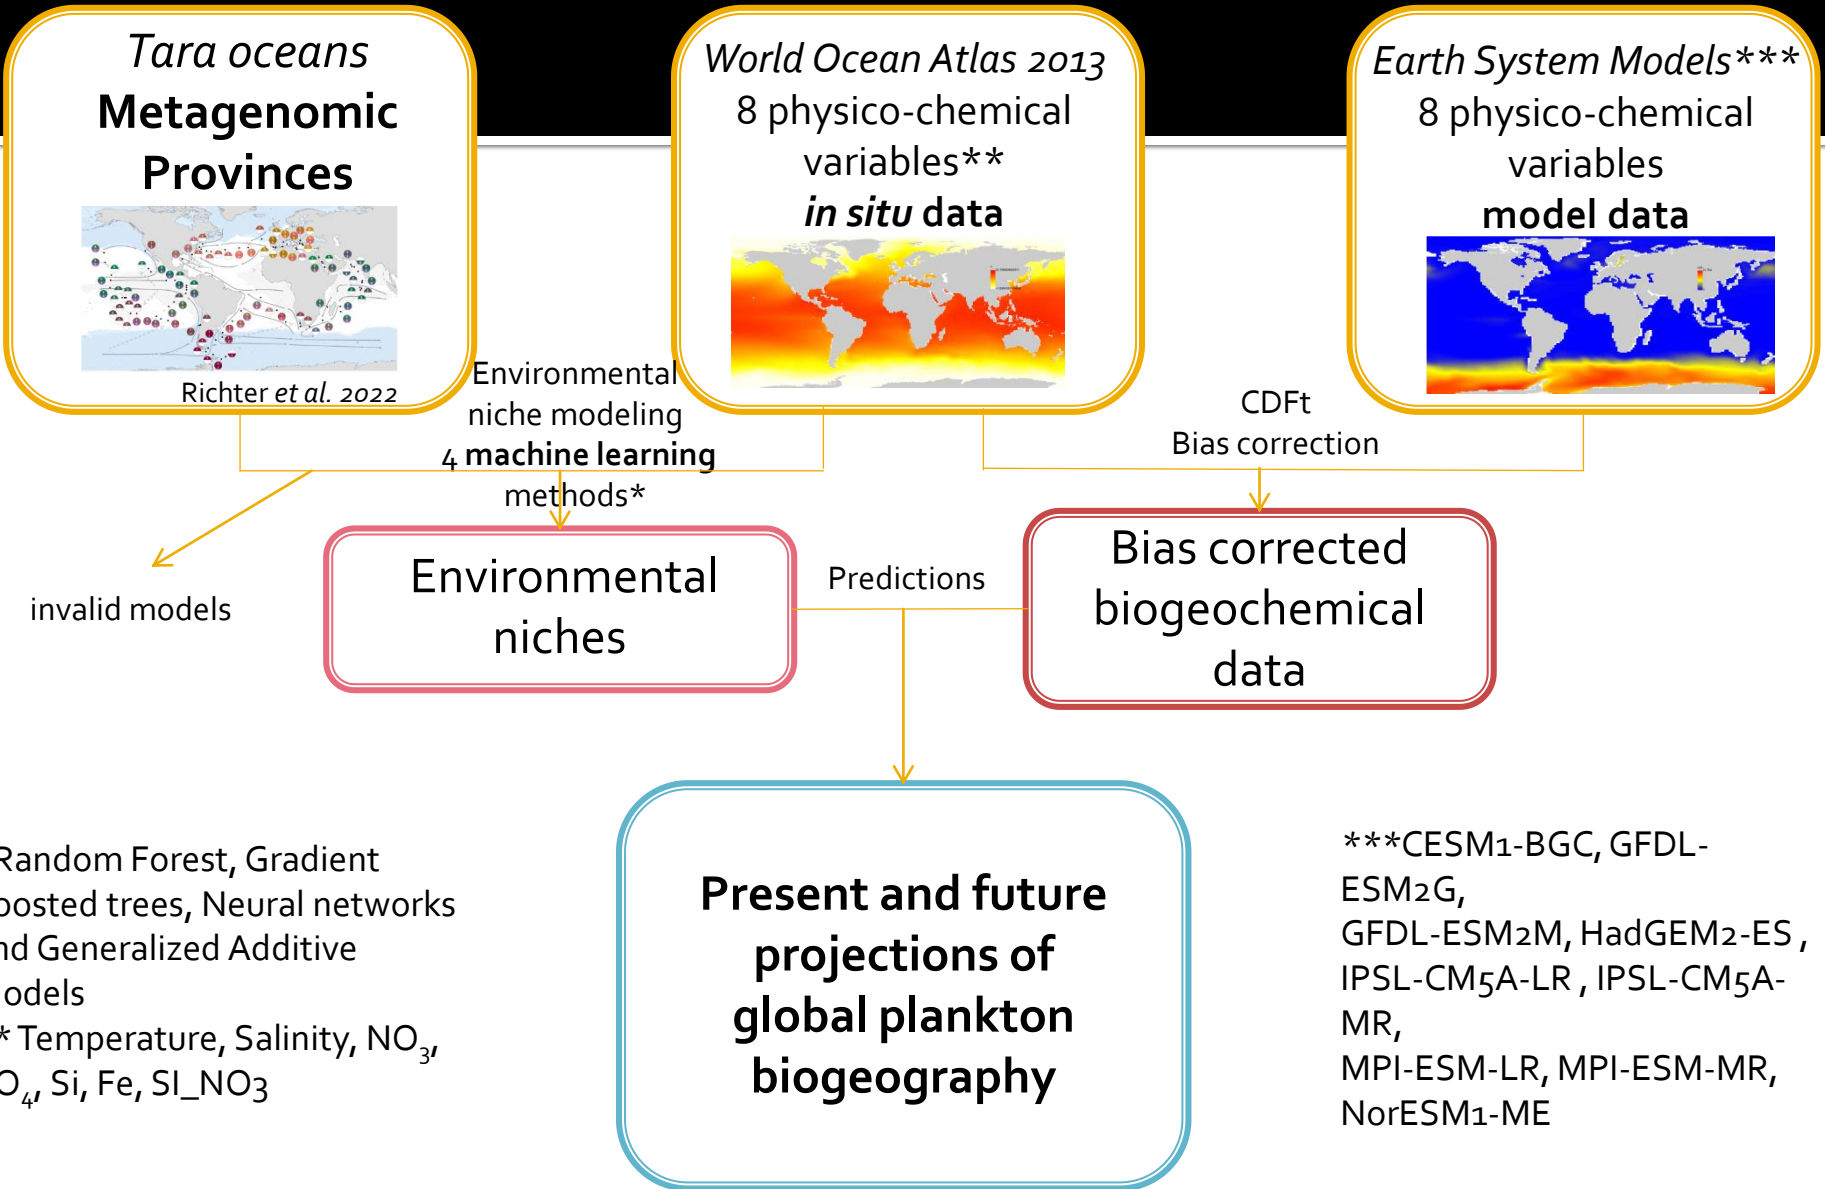 Tara oceans
Metagenomic
Provinces
Richter et al. 2022
World Ocean Atlas 2013
8 physico-chemical
variables**
in situ data
Earth System Models***
8 physico-chemical
variables
model data
Environmental
niche modeling
4 machine learning
methods*
CDFt
Bias correction
invalid models
Environmental
niches
Predictions
Bias corrected
biogeochemical
data
Present and future
projections of
global plankton
biogeography
Random Forest, Gradient
oosted trees, Neural networks
nd Generalized Additive
odels
* Temperature, Salinity, NO₃,
O₄, Si, Fe, SI_NO3
***CESM1-BGC, GFDL-
ESM2G,
GFDL-ESM2M, HadGEM2-ES ,
IPSL-CM5A-LR , IPSL-CM5A-
MR,
MPI-ESM-LR, MPI-ESM-MR,
NorESM1-ME